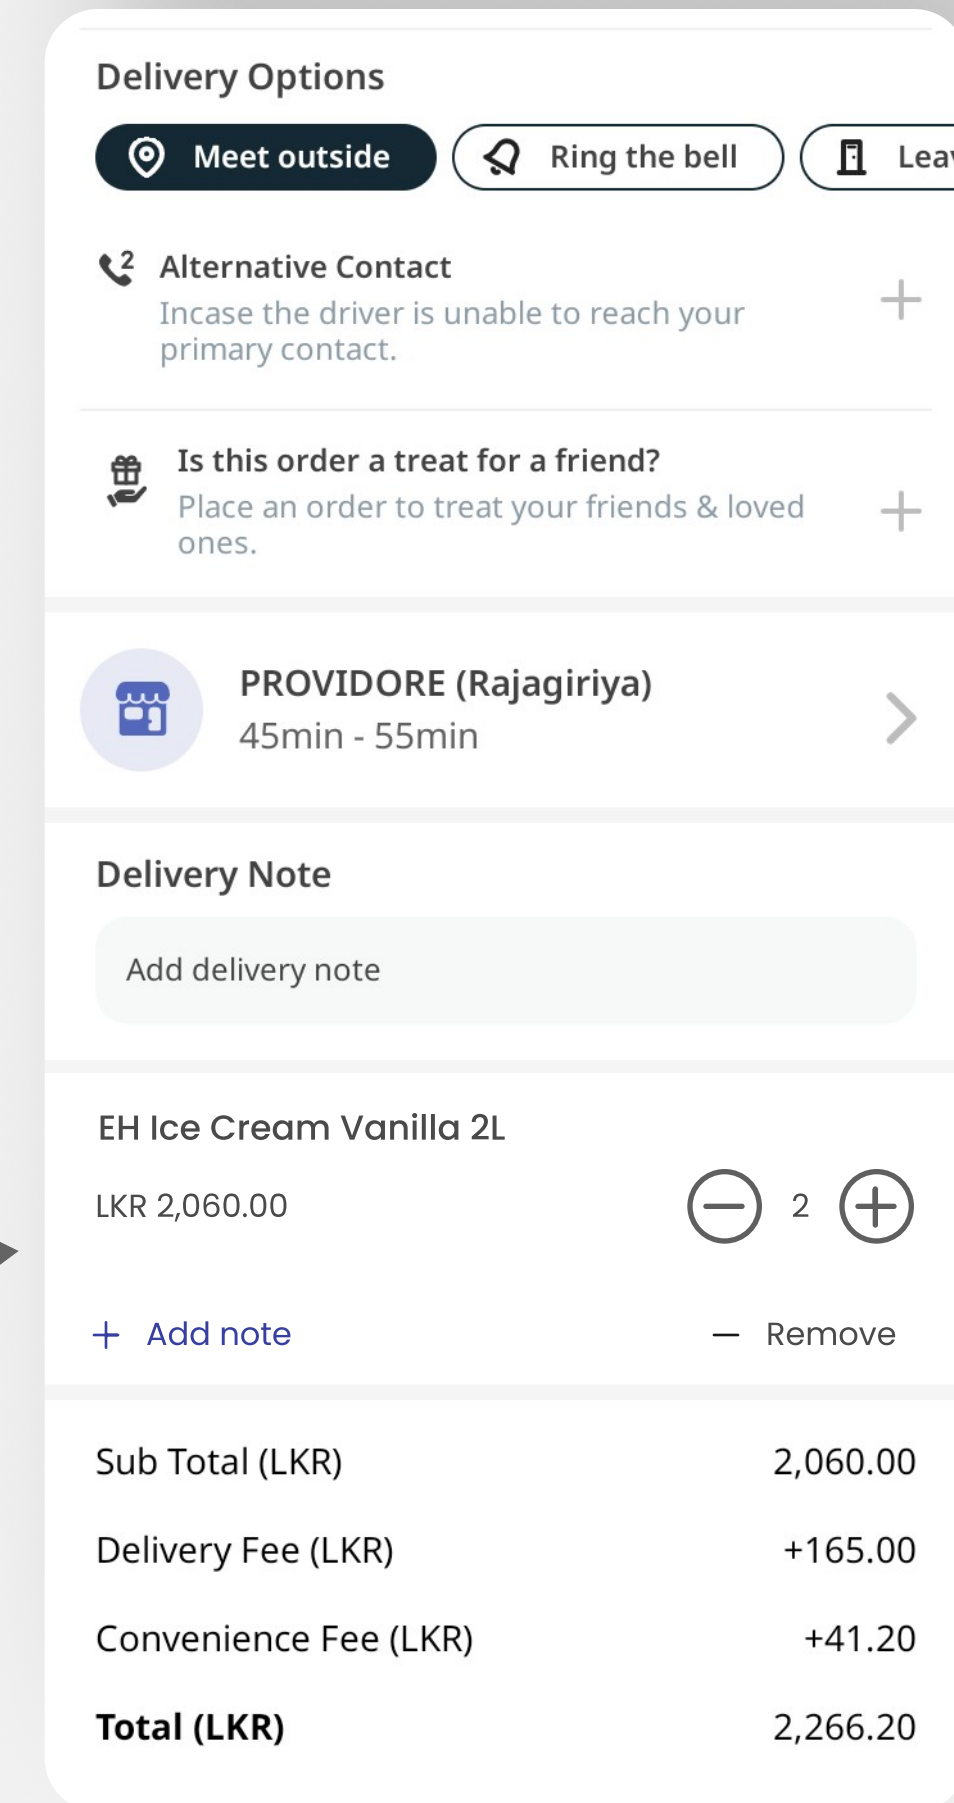 Delivery Options
Meet outside
Ring the bell
Leav
2
Alternative Contact
Incase the driver is unable to reach your
primary contact.
Is this order a treat for a friend?
Place an order to treat your friends & loved
ones.
PROVIDORE (Rajagiriya)
45min - 55min
Delivery Note
Add delivery note
EH Ice Cream Vanilla 2L
LKR 2,060.00 2
+ Add note − Remove
Sub Total (LKR) 2,060.00
Delivery Fee (LKR) +165.00
Convenience Fee (LKR) +41.20
Total (LKR) 2,266.20